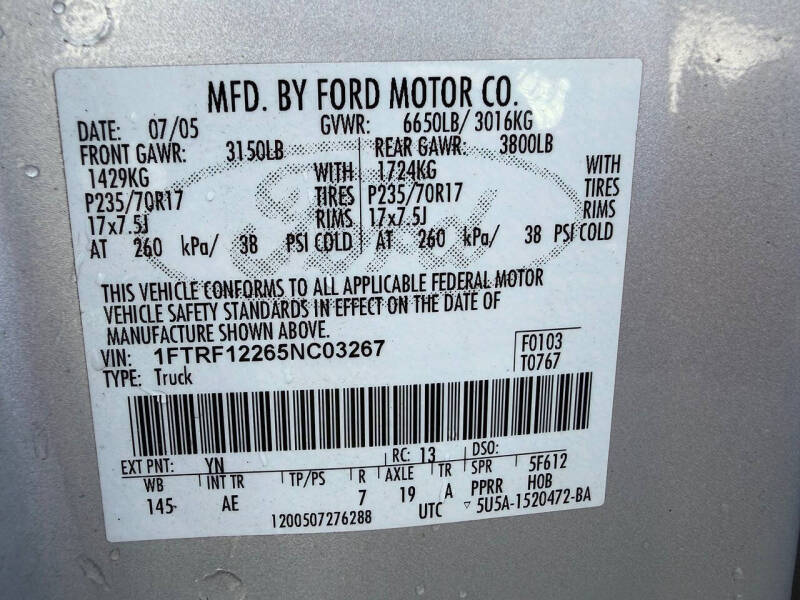 MFD. BY FORD MOTOR CO.
DATE: 07/05 GVWR: 6650LB/ 3016KG
FRONT GAWR: 3150LB REAR GAWR: 3800LB
1429KG WITH 1724KG WITH
P235/70R17 TIRES P235/70R17 TIRES
17x7.5J RIMS 17x7.5J RIMS
AT 260 kPa/ 38 PSI COLD AT 260 kPa/ 38 PSI COLD
Ford
THIS VEHICLE CONFORMS TO ALL APPLICABLE FEDERAL MOTOR
VEHICLE SAFETY STANDARDS IN EFFECT ON THE DATE OF
MANUFACTURE SHOWN ABOVE.
VIN: 1FTRF12265NC03267 F0103
TYPE: Truck T0767
EXT PNT: YN RC: 13 DSO:
WB INT TR TP/PS R AXLE TR SPR 5F612
145 AE 7 19 A PPRR HOB
1200507276288 UTC ▽ 5U5A-1520472-BA